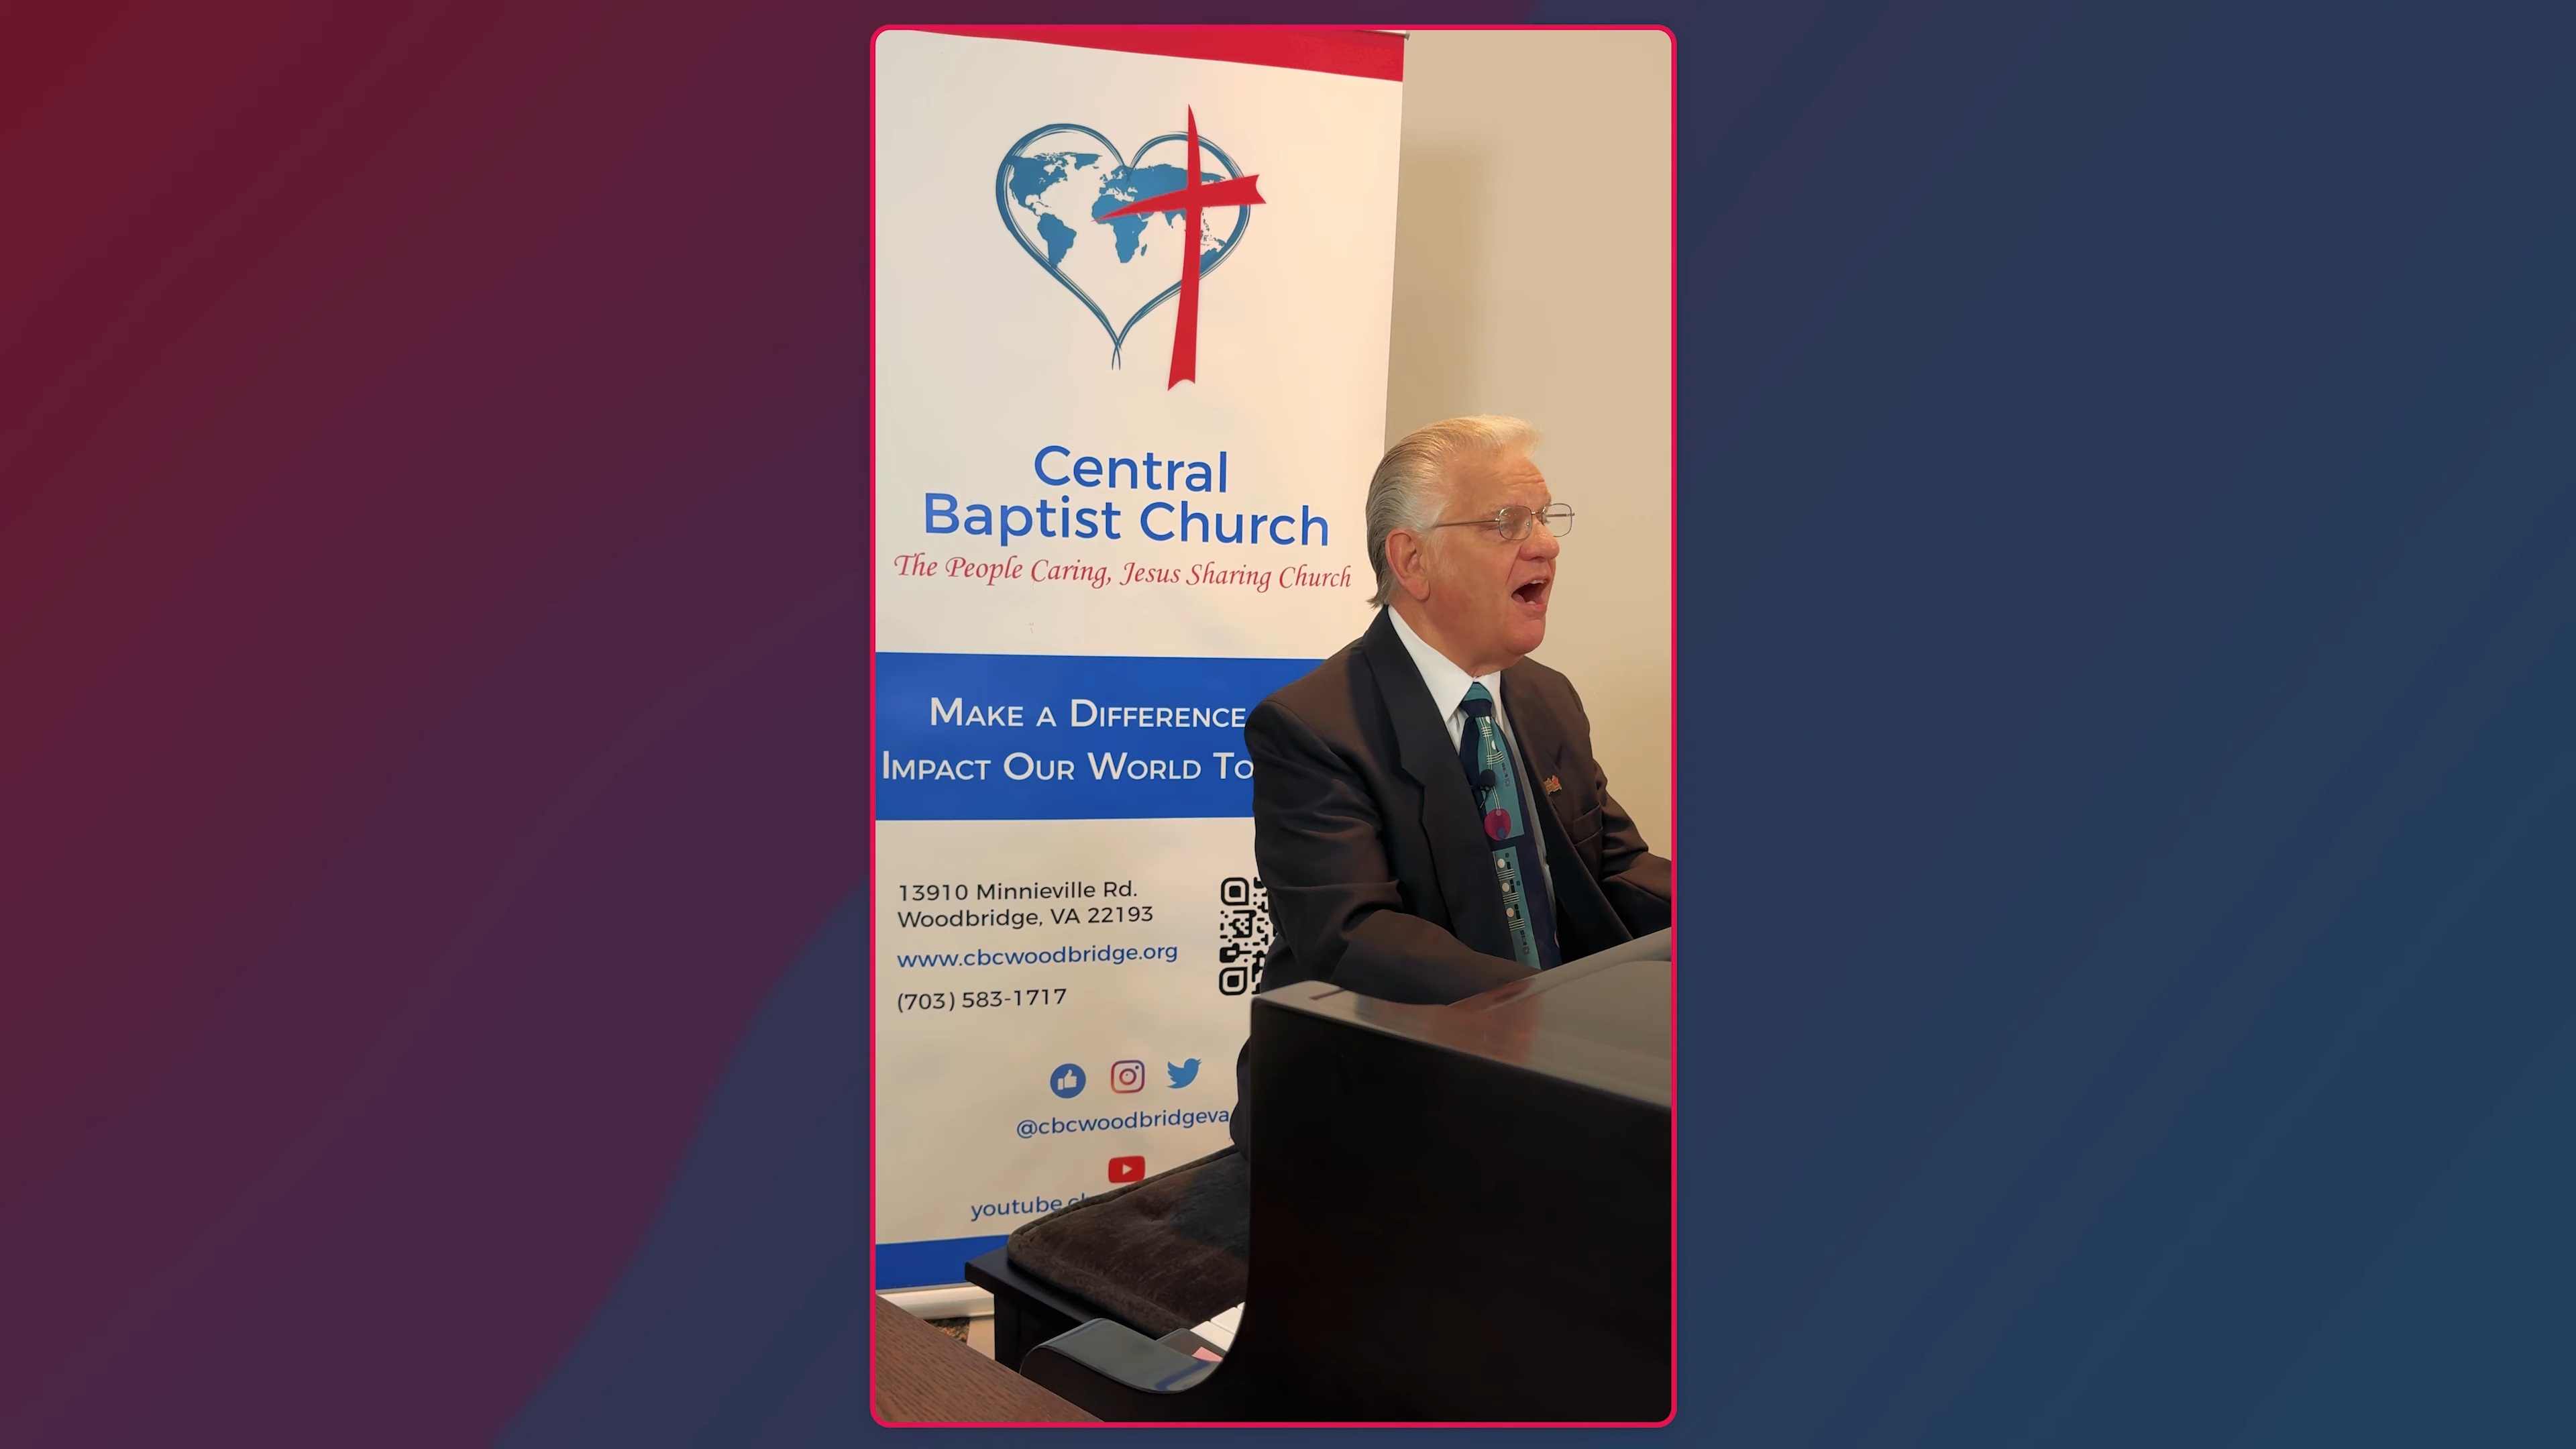 Central
Baptist Church
The People Caring, Jesus Sharing Church
MAKE A DIFFERENCE
IMPACT OUR WORLD
13910 Minnieville Rd.
Woodbridge, VA 22193
www.cbcwoodbridge.org
(703) 583-1717
@cbcwoodbridgeva
youtube